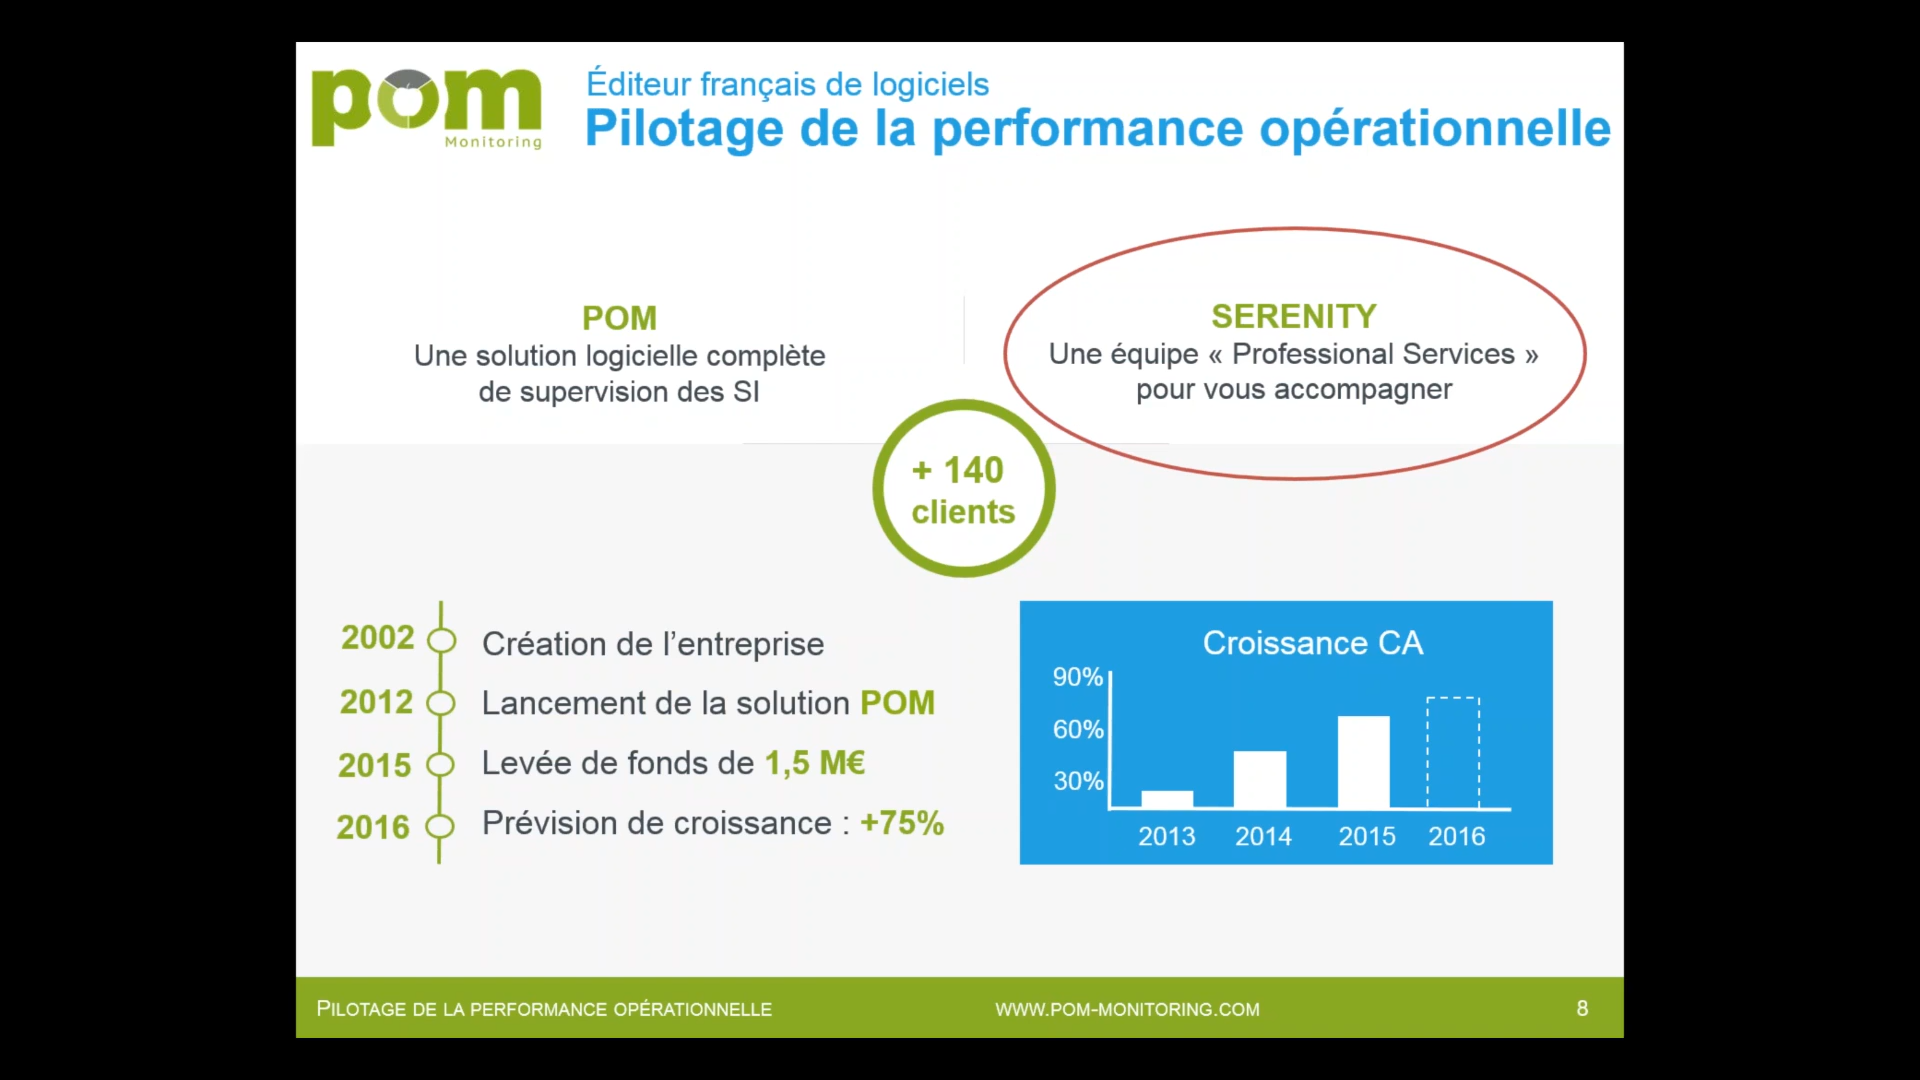 pom
Monitoring
Éditeur français de logiciels
Pilotage de la performance opérationnelle
POM
Une solution logicielle complète
de supervision des SI
SERENITY
Une équipe « Professional Services »
pour vous accompagner
+ 140
clients
2002 Création de l’entreprise
2012 Lancement de la solution POM
2015 Levée de fonds de 1,5 M€
2016 Prévision de croissance : +75%
Croissance CA
90%
60%
30%
2013 2014 2015 2016
PILOTAGE DE LA PERFORMANCE OPÉRATIONNELLE
WWW.POM-MONITORING.COM
8